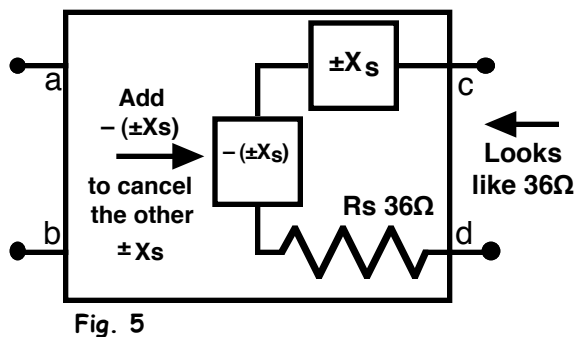 a
b
Add
– (±Xs)
to cancel
the other
± Xs
±Xs
– (±Xs)
Rs 36Ω
c
d
Looks
like 36Ω
Fig. 5